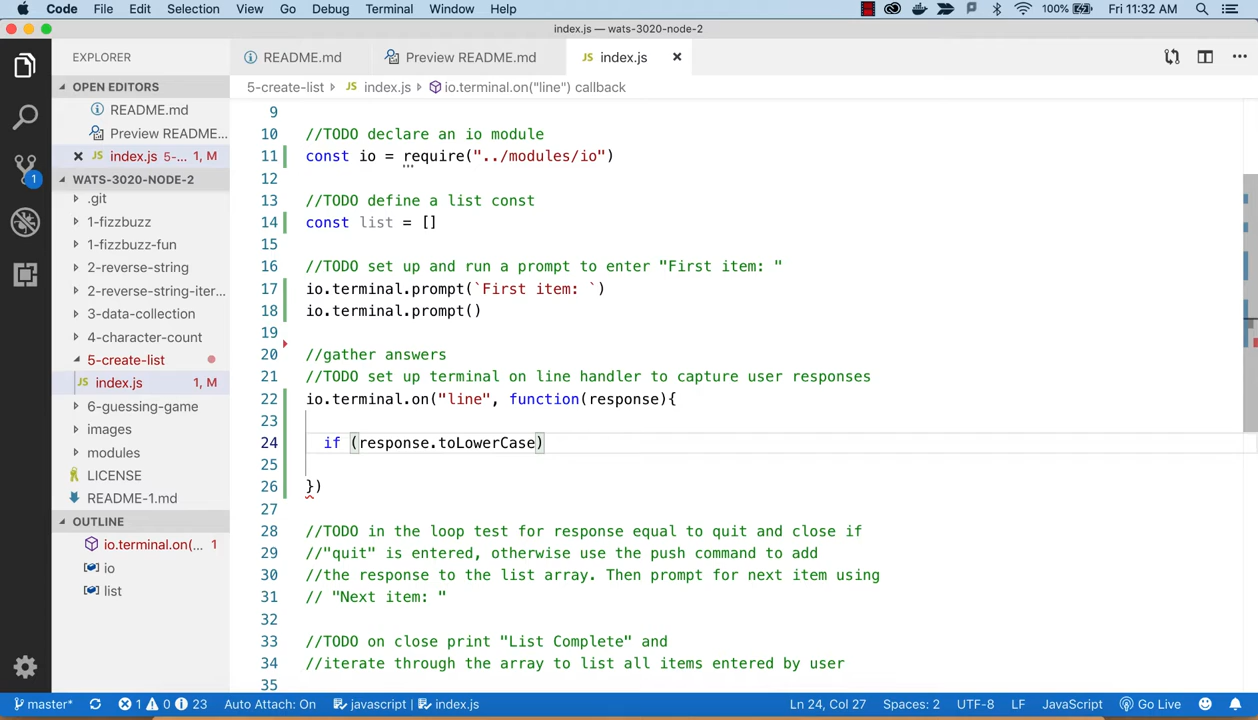 Code File Edit Selection View Go Debug Terminal Window Help 100% Fri 11:32 AM
index.js — wats-3020-node-2
EXPLORER
README.md Preview README.md index.js
OPEN EDITORS
README.md
Preview README...
index.js 5-... 1, M
WATS-3020-NODE-2
.git
1-fizzbuzz
1-fizzbuzz-fun
2-reverse-string
2-reverse-string-iter...
3-data-collection
4-character-count
5-create-list
index.js 1, M
6-guessing-game
images
modules
LICENSE
README-1.md
OUTLINE
io.terminal.on(... 1
io
list
1
5-create-list index.js io.terminal.on("line") callback
9
10 //TODO declare an io module
11 const io = require("../modules/io")
12
13 //TODO define a list const
14 const list = []
15
16 //TODO set up and run a prompt to enter "First item: "
17 io.terminal.prompt(`First item: `)
18 io.terminal.prompt()
19
20 //gather answers
21 //TODO set up terminal on line handler to capture user responses
22 io.terminal.on("line", function(response){
23
24 if (response.toLowerCase)
25
26 })
27
28 //TODO in the loop test for response equal to quit and close if
29 //"quit" is entered, otherwise use the push command to add
30 //the response to the list array. Then prompt for next item using
31 // "Next item: "
32
33 //TODO on close print "List Complete" and
34 //iterate through the array to list all items entered by user
35
master* 1 0 23 Auto Attach: On javascript | index.js Ln 24, Col 27 Spaces: 2 UTF-8 LF JavaScript Go Live